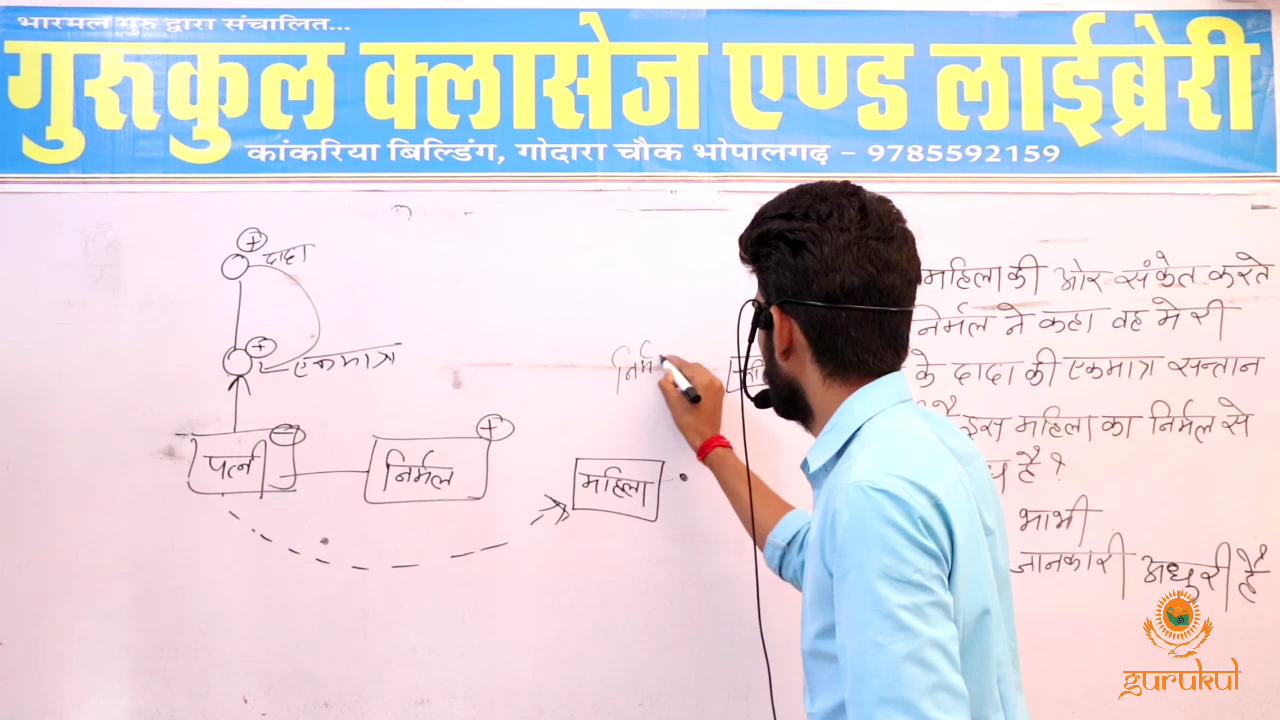 भारमल गुरु द्वारा संचालित...
गुरुकुल क्लासेज एण्ड लाईब्रेरी
कांकरिया बिल्डिंग, गोदारा चौक भोपालगढ़ – 9785592159
दादा
एकमात्र
पत्नी
निर्मल
महिला
निर्म
महिला की ओर संकेत करते
निर्मल ने कहा वह मेरी
के दादा की एकमात्र सन्तान
है इस महिला का निर्मल से
है ?
भाभी
जानकारी अधुरी है
gurukul